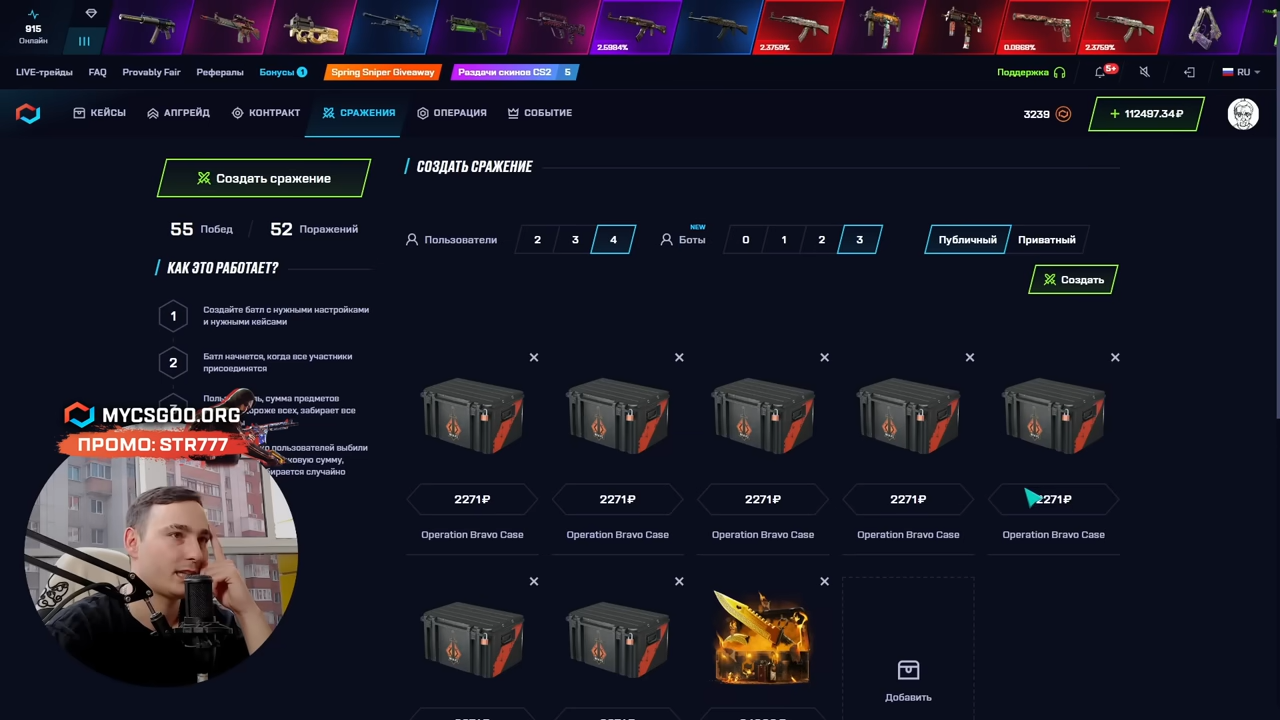 915
Онлайн
2.5984%
2.3759%
0.0868%
2.3759%
LIVE-трейды
FAQ
Provably Fair
Рефералы
Бонусы 1
Spring Sniper Giveaway
Раздачи скинов CS2 5
Поддержка
5+
RU
КЕЙСЫ
АПГРЕЙД
КОНТРАКТ
СРАЖЕНИЯ
ОПЕРАЦИЯ
СОБЫТИЕ
3239
+ 112497.34₽
Создать сражение
55 Побед
52 Поражений
КАК ЭТО РАБОТАЕТ?
1
Создайте батл с нужными настройками
и нужными кейсами
2
Батл начнется, когда все участники
присоединятся
MYCSGOO.ORG
ПРОМО: STR777
СОЗДАТЬ СРАЖЕНИЕ
Пользователи
2 3 4
NEW
Боты
0 1 2 3
Публичный
Приватный
Создать
2271₽
2271₽
2271₽
2271₽
2271₽
Operation Bravo Case
Operation Bravo Case
Operation Bravo Case
Operation Bravo Case
Operation Bravo Case
Добавить